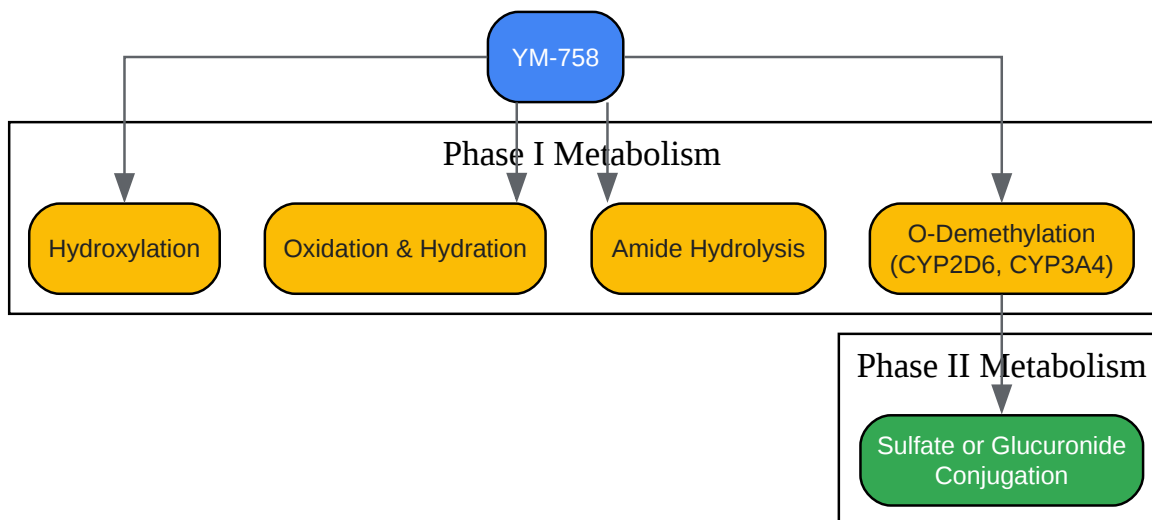 YM-758
Phase I Metabolism
Hydroxylation
Oxidation & Hydration
Amide Hydrolysis
O-Demethylation
(CYP2D6, CYP3A4)
Phase II Metabolism
Sulfate or Glucuronide
Conjugation